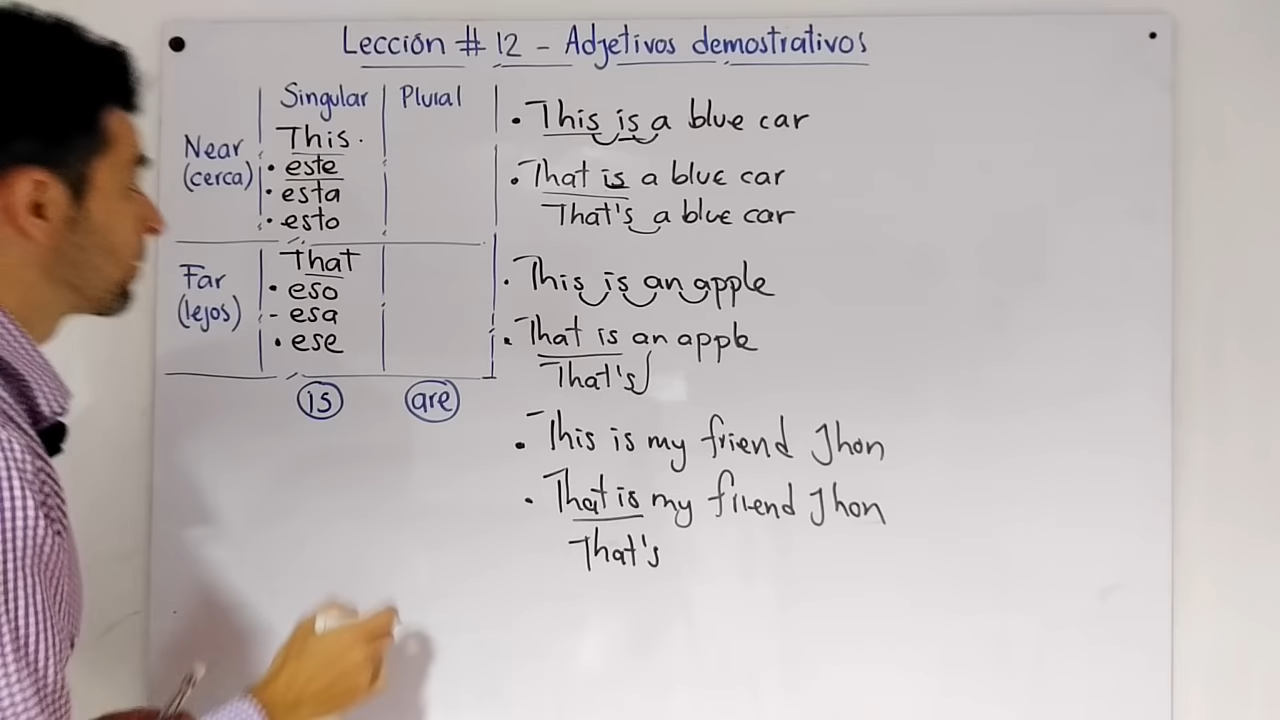 Lección # 12 - Adjetivos demostrativos
Singular Plural
Near
(cerca)
This.
• este
• esta
• esto
Far
(lejos)
That
• eso
- esa
• ese
is are
• This is a blue car
• That is a blue car
That's a blue car
• This is an apple
• That is an apple
That's
• This is my friend Jhon
• That is my friend Jhon
That's